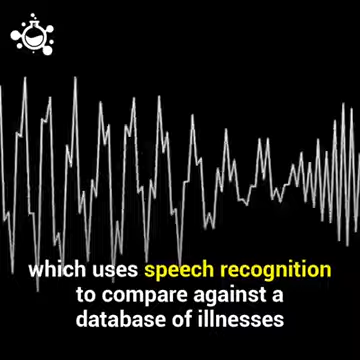 which uses speech recognition
to compare against a
database of illnesses